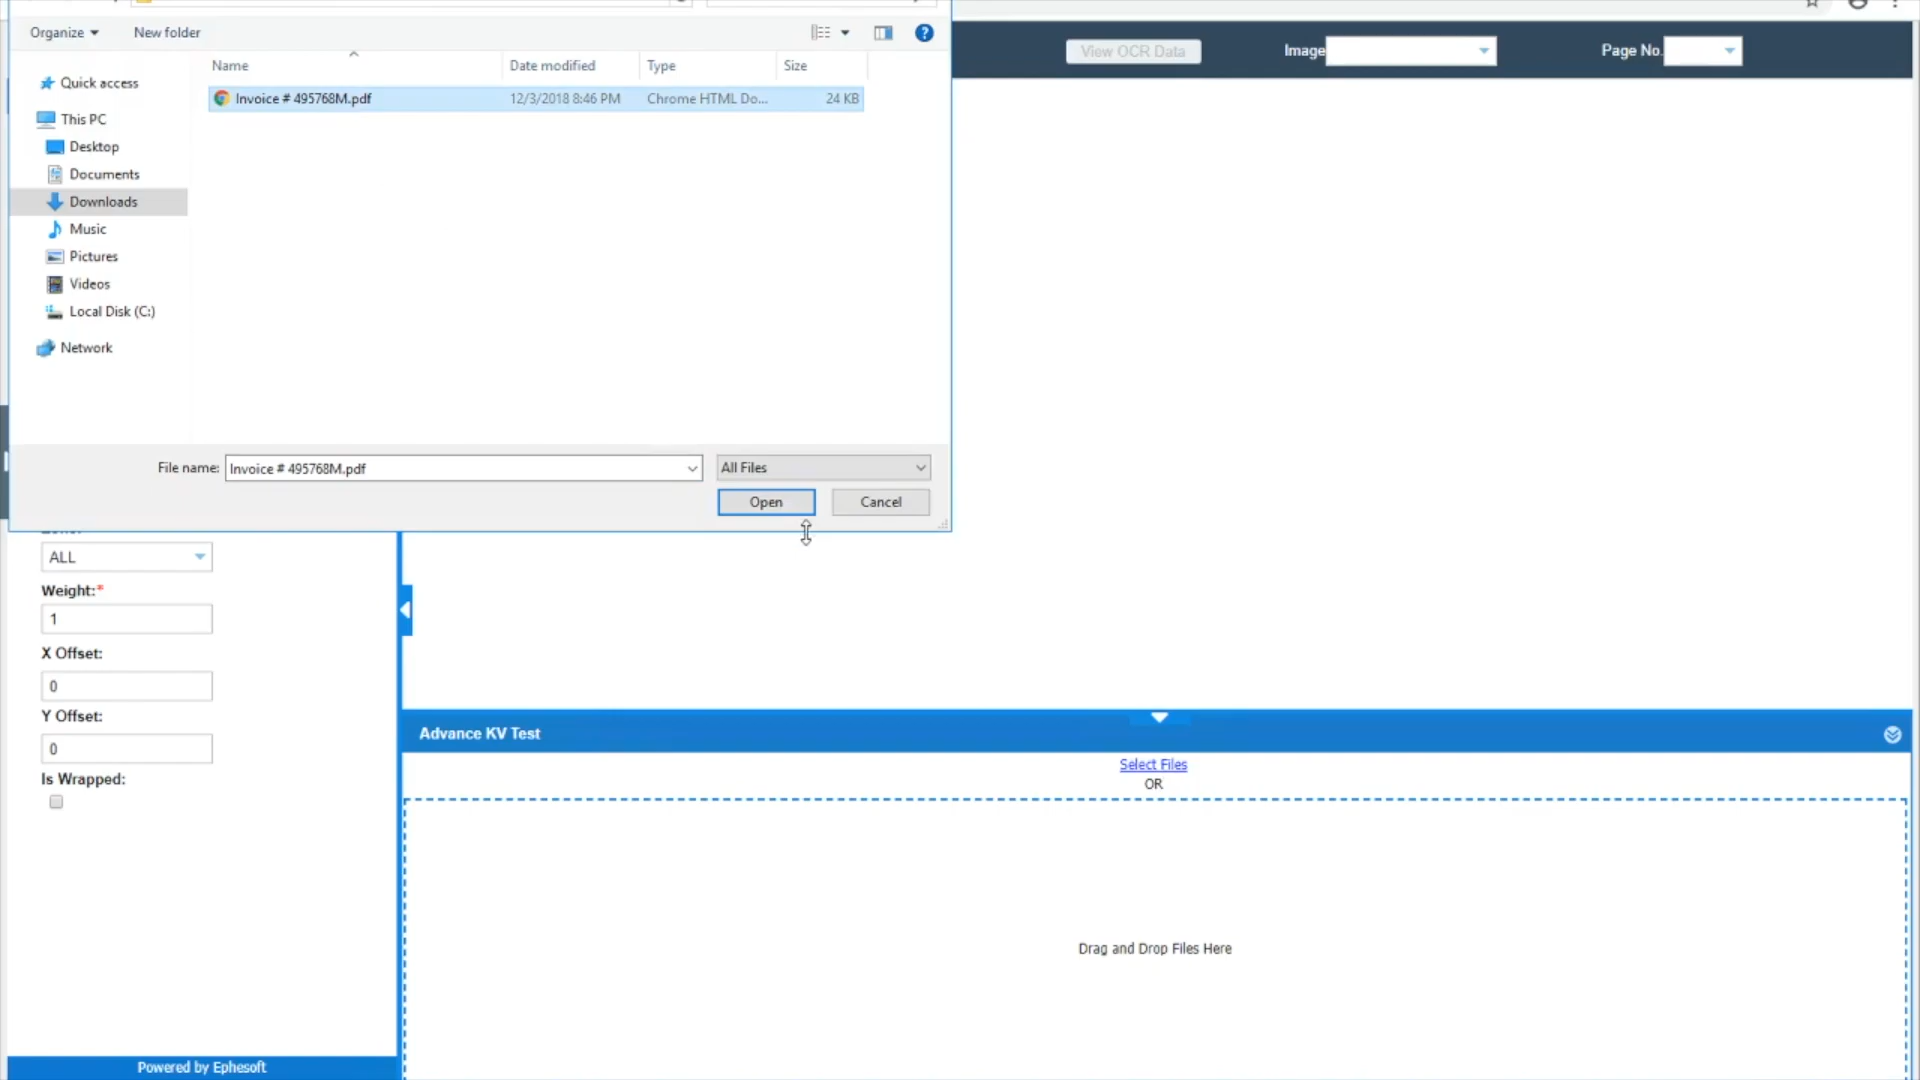 Organize
New folder
View OCR Data
Image
Page No.
Name
Date modified
Type
Size
Invoice # 495768M.pdf
12/3/2018 8:46 PM
Chrome HTML Do...
24 KB
Quick access
This PC
Desktop
Documents
Downloads
Music
Pictures
Videos
Local Disk (C:)
Network
File name:
Invoice # 495768M.pdf
All Files
Open
Cancel
ALL
Weight:*
1
X Offset:
0
Y Offset:
0
Is Wrapped:
Advance KV Test
Select Files
OR
Drag and Drop Files Here
Powered by Ephesoft